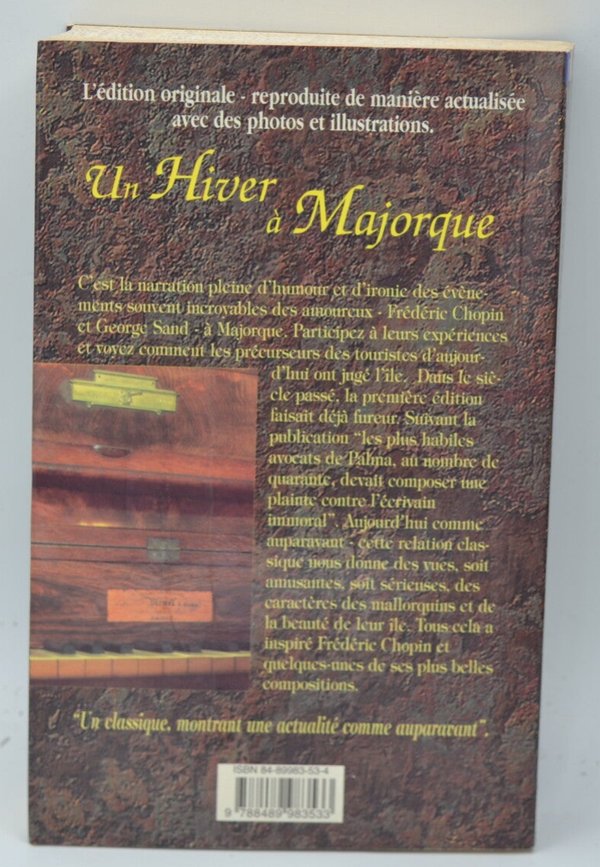 L'édition originale - reproduite de manière actualisée
avec des photos et illustrations.
Un Hiver
à Majorque
C'est la narration pleine d'humour et d'ironie des évène-
ments souvent incroyables des amoureux - Frédéric Chopin
et George Sand - à Majorque. Participez à leurs expériences
et voyez comment les précurseurs des touristes d'aujour-
d'hui ont jugé l'île. Dans le siè-
cle passé, la première édition
faisait déjà fureur. Suivant la
publication "les plus habiles
avocats de Palma, au nombre de
quarante, devait composer une
plainte contre l'écrivain
immoral". Aujourd'hui comme
auparavant - cette relation clas-
sique nous donne des vues, soit
amusantes, soit sérieuses, des
caractères des mallorquins et de
la beauté de leur île. Tous cela a
inspiré Frédéric Chopin et
quelques-unes de ses plus belles
compositions.
"Un classique, montrant une actualité comme auparavant".
ISBN 84-89983-53-4
9 788489 983533